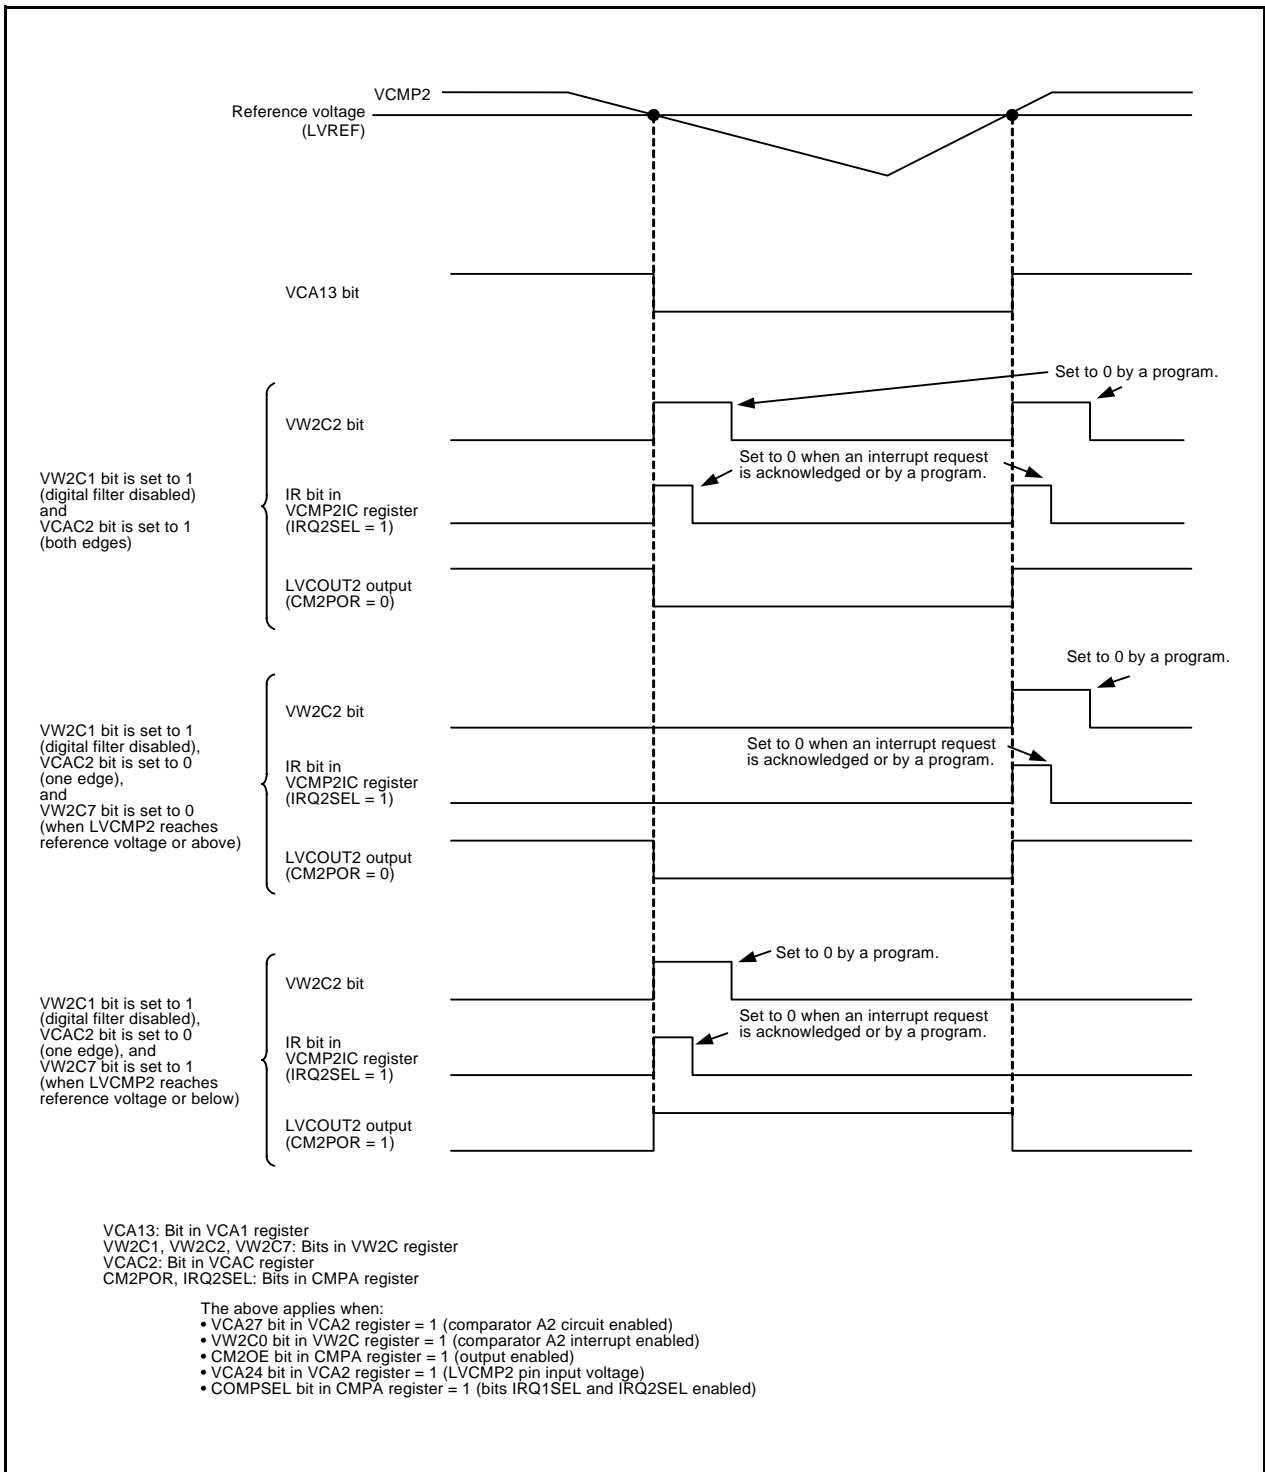 VCMP2
Reference voltage
(LVREF)
VCA13 bit
Set to 0 by a program.
VW2C2 bit
Set to 0 when an interrupt request
is acknowledged or by a program.
VW2C1 bit is set to 1
(digital filter disabled)
and
VCAC2 bit is set to 1
(both edges)
IR bit in
VCMP2IC register
(IRQ2SEL = 1)
LVCOUT2 output
(CM2POR = 0)
Set to 0 by a program.
VW2C2 bit
VW2C1 bit is set to 1
(digital filter disabled),
VCAC2 bit is set to 0
(one edge),
and
VW2C7 bit is set to 0
(when LVCMP2 reaches
reference voltage or above)
Set to 0 when an interrupt request
is acknowledged or by a program.
IR bit in
VCMP2IC register
(IRQ2SEL = 1)
LVCOUT2 output
(CM2POR = 0)
Set to 0 by a program.
VW2C2 bit
VW2C1 bit is set to 1
(digital filter disabled),
VCAC2 bit is set to 0
(one edge), and
VW2C7 bit is set to 1
(when LVCMP2 reaches
reference voltage or below)
Set to 0 when an interrupt request
is acknowledged or by a program.
IR bit in
VCMP2IC register
(IRQ2SEL = 1)
LVCOUT2 output
(CM2POR = 1)
VCA13: Bit in VCA1 register
VW2C1, VW2C2, VW2C7: Bits in VW2C register
VCAC2: Bit in VCAC register
CM2POR, IRQ2SEL: Bits in CMPA register
The above applies when:
• VCA27 bit in VCA2 register = 1 (comparator A2 circuit enabled)
• VW2C0 bit in VW2C register = 1 (comparator A2 interrupt enabled)
• CM2OE bit in CMPA register = 1 (output enabled)
• VCA24 bit in VCA2 register = 1 (LVCMP2 pin input voltage)
• COMPSEL bit in CMPA register = 1 (bits IRQ1SEL and IRQ2SEL enabled)